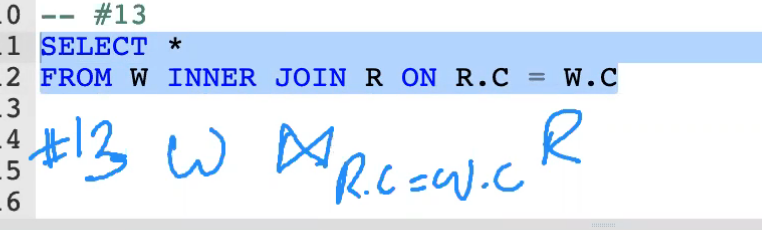 0 -- #13
1 SELECT *
2 FROM W INNER JOIN R ON R.C = W.C
3
4 #13 W ⋈ R.C=W.C R
5
6